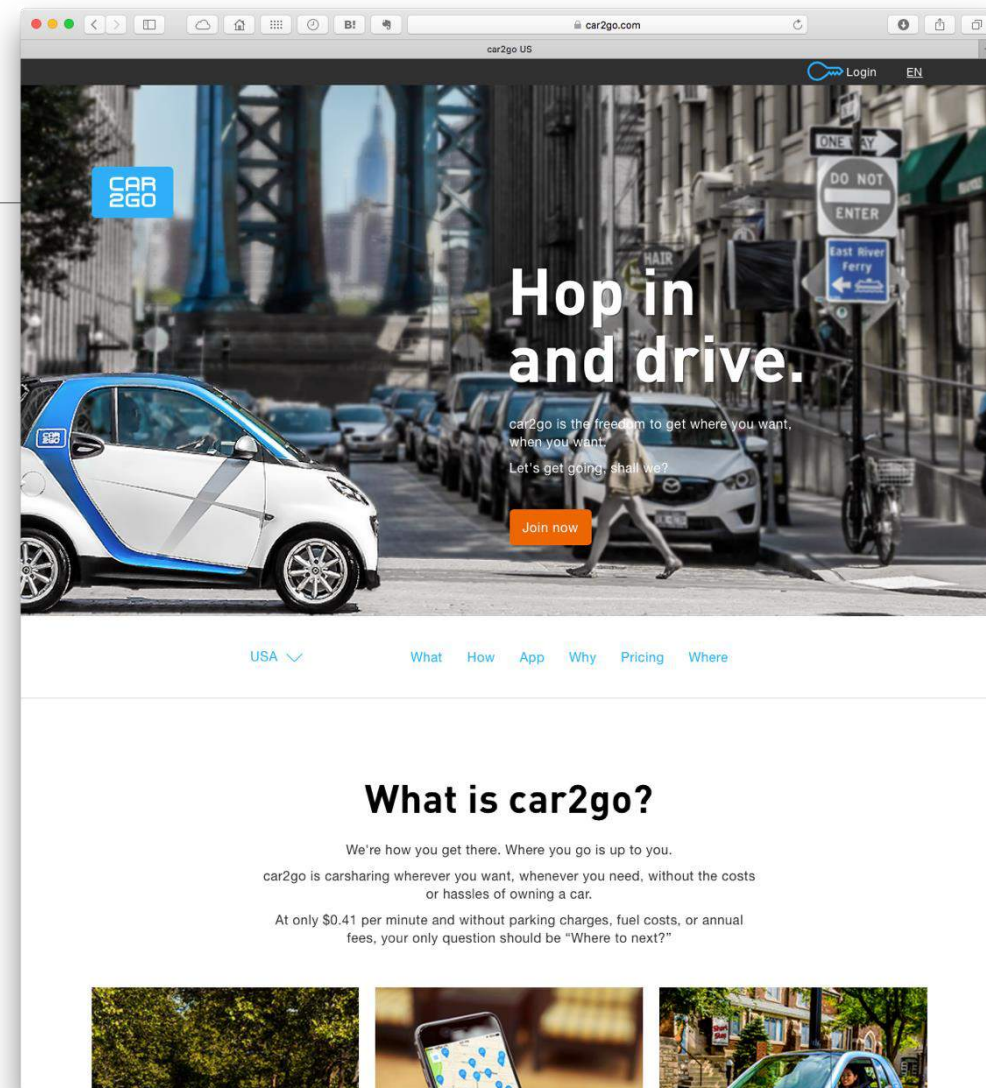 B!
car2go.com
car2go US
Login
EN
CAR
2GO
ONE WAY
DO NOT
ENTER
East River
Ferry
HAIR
Hop in
and drive.
car2go is the freedom to get where you want,
when you want.
Let's get going, shall we?
Join now
CAR
2GO
USA
What
How
App
Why
Pricing
Where
What is car2go?
We're how you get there. Where you go is up to you.
car2go is carsharing wherever you want, whenever you need, without the costs
or hassles of owning a car.
At only $0.41 per minute and without parking charges, fuel costs, or annual
fees, your only question should be “Where to next?”